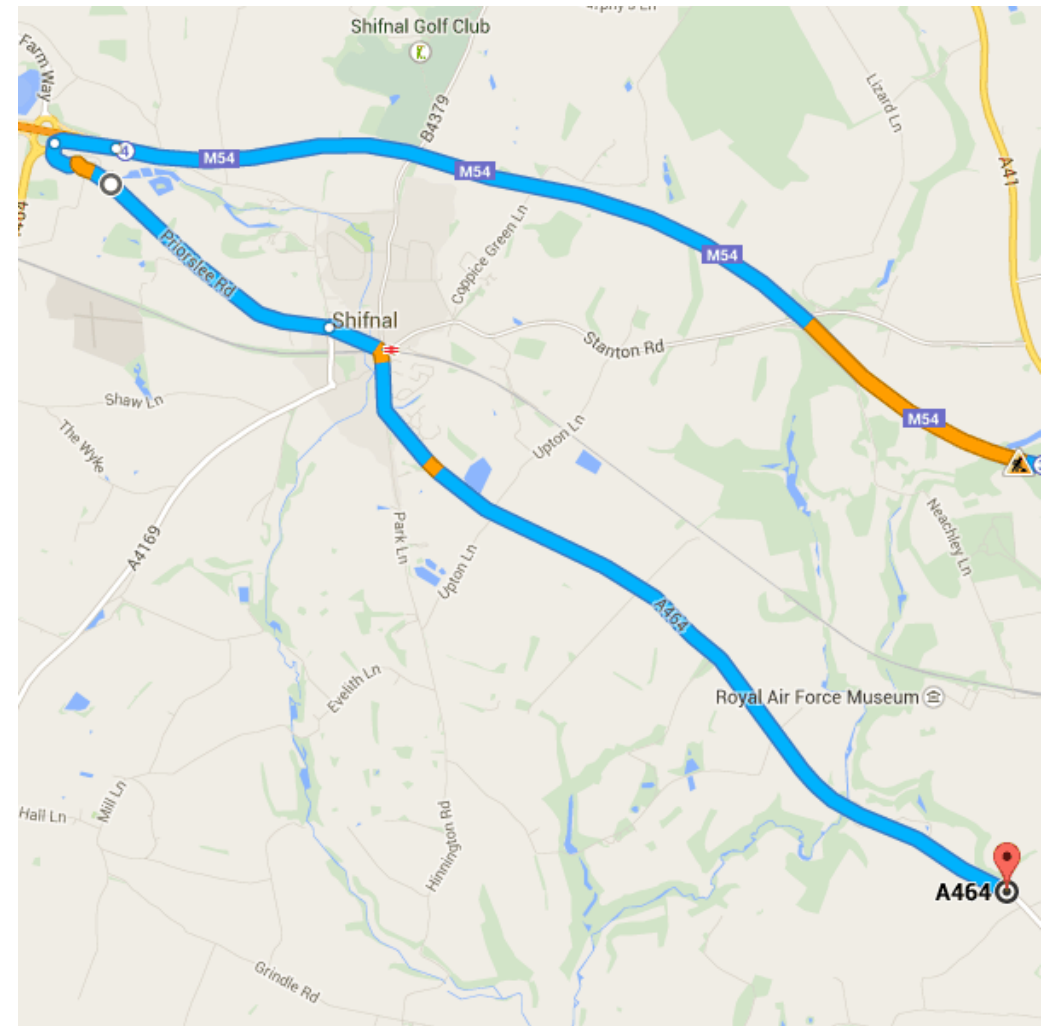 Shifnal Golf Club
Farm Way
B4379
Lizard Ln
A41
4
M54
M54
M54
M54
Priorslee Rd
Coppice Green Ln
Shifnal
Stanton Rd
Shaw Ln
The Wyke
Upton Ln
A4169
Park Ln
Upton Ln
Neachley Ln
A464
Evelith Ln
Royal Air Force Museum
Mill Ln
Hall Ln
Hinnington Rd
A464
Grindle Rd